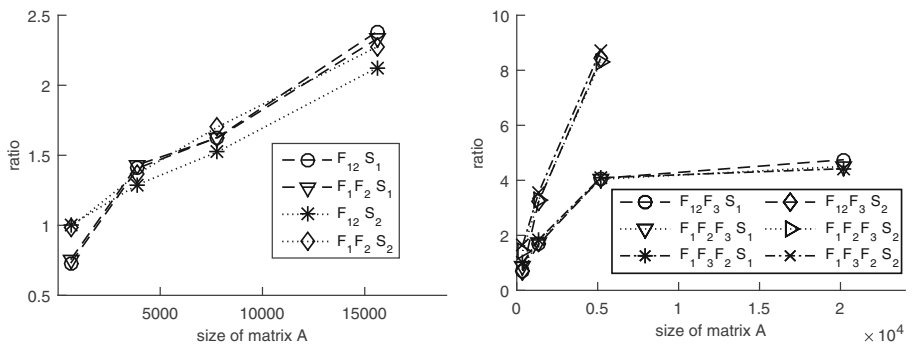 2.5
2
1.5
1
0.5
ratio
5000
10000
15000
size of matrix A
F₁₂ S₁
F₁F₂ S₁
F₁₂ S₂
F₁F₂ S₂
10
8
6
4
2
0
ratio
0
0.5
1
1.5
2
× 10⁴
size of matrix A
F₁₂F₃ S₁
F₁F₂F₃ S₁
F₁F₃F₂ S₁
F₁₂F₃ S₂
F₁F₂F₃ S₂
F₁F₃F₂ S₂